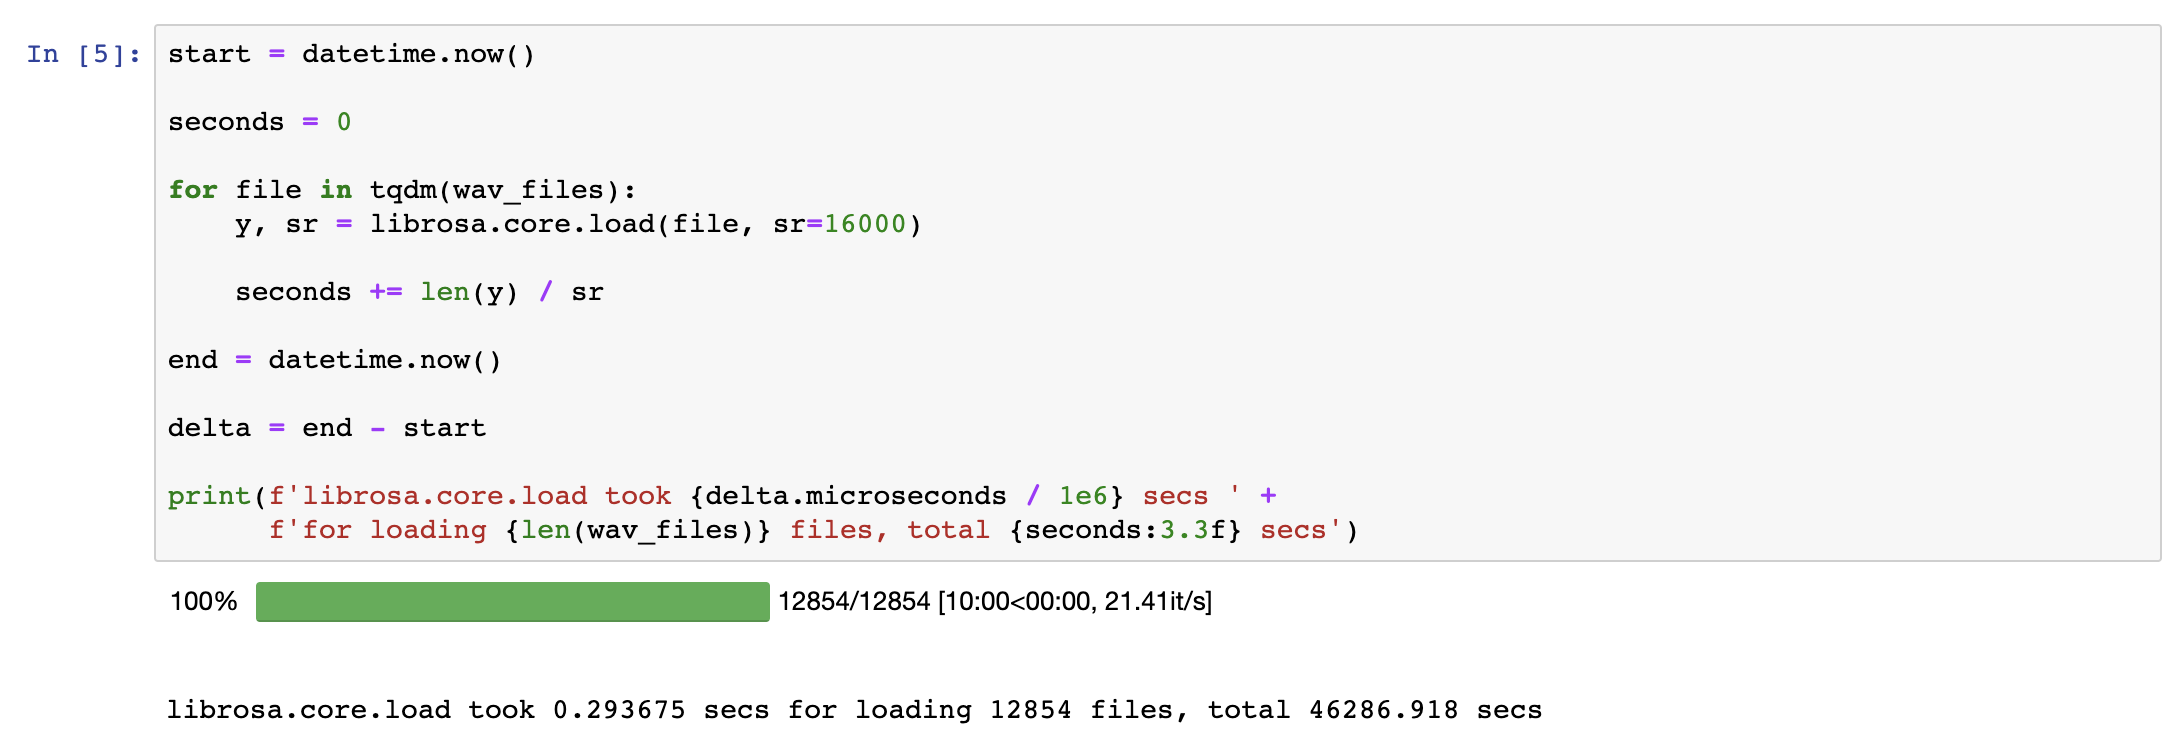 In [5]: start = datetime.now()
seconds = 0
for file in tqdm(wav_files):
    y, sr = librosa.core.load(file, sr=16000)
    seconds += len(y) / sr
end = datetime.now()
delta = end - start
print(f'librosa.core.load took {delta.microseconds / 1e6} secs ' +
      f'for loading {len(wav_files)} files, total {seconds:3.3f} secs')
100% 12854/12854 [10:00<00:00, 21.41it/s]
librosa.core.load took 0.293675 secs for loading 12854 files, total 46286.918 secs